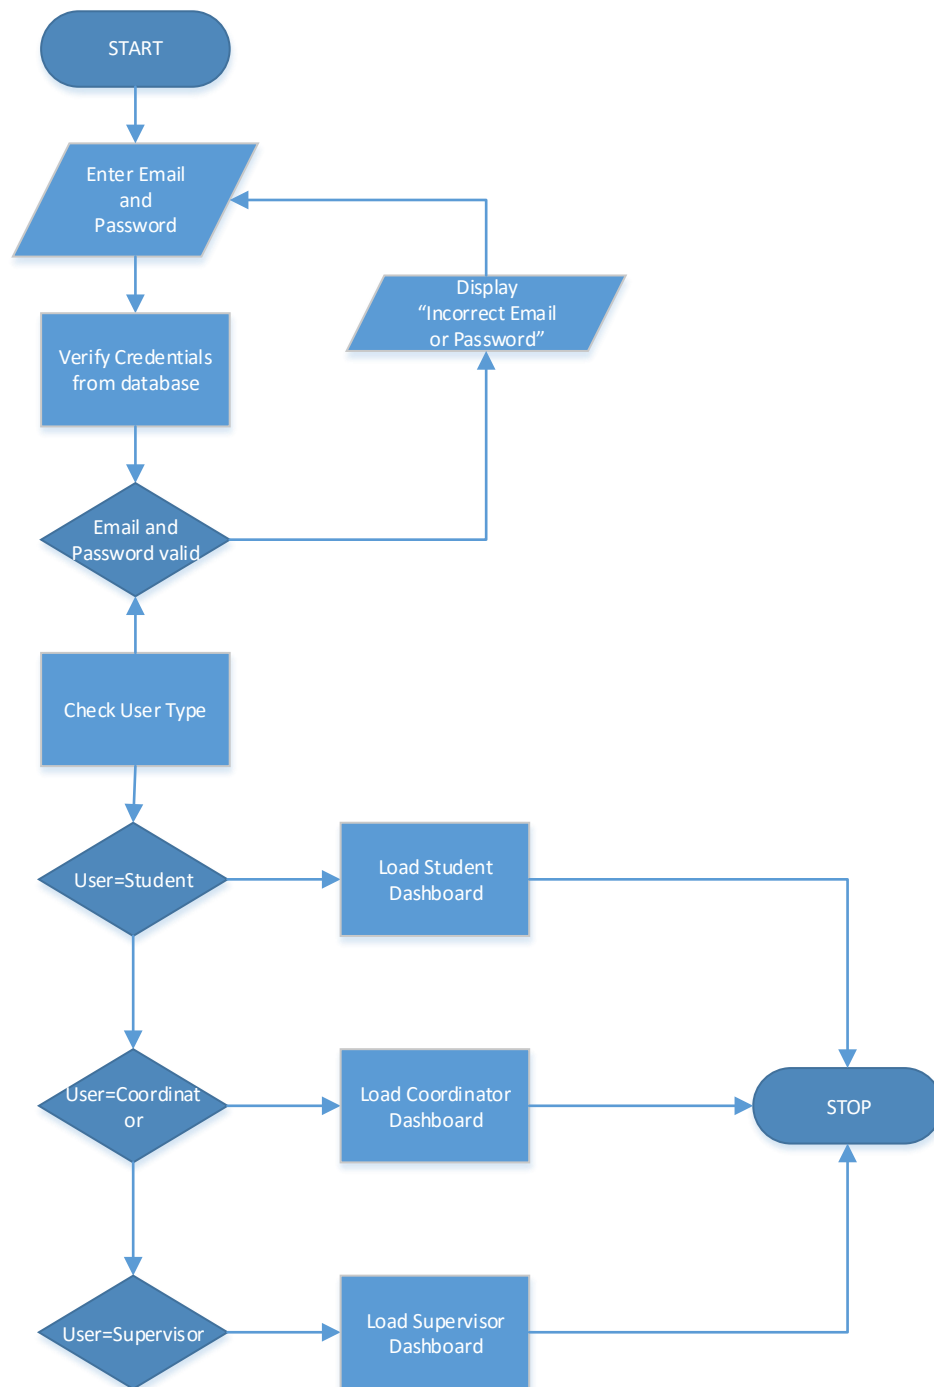 START
Enter Email
and
Password
Display
“Incorrect Email
or Password”
Verify Credentials
from database
Email and
Password valid
Check User Type
User=Student
Load Student
Dashboard
User=Coordinat
or
Load Coordinator
Dashboard
STOP
User=Supervisor
Load Supervisor
Dashboard